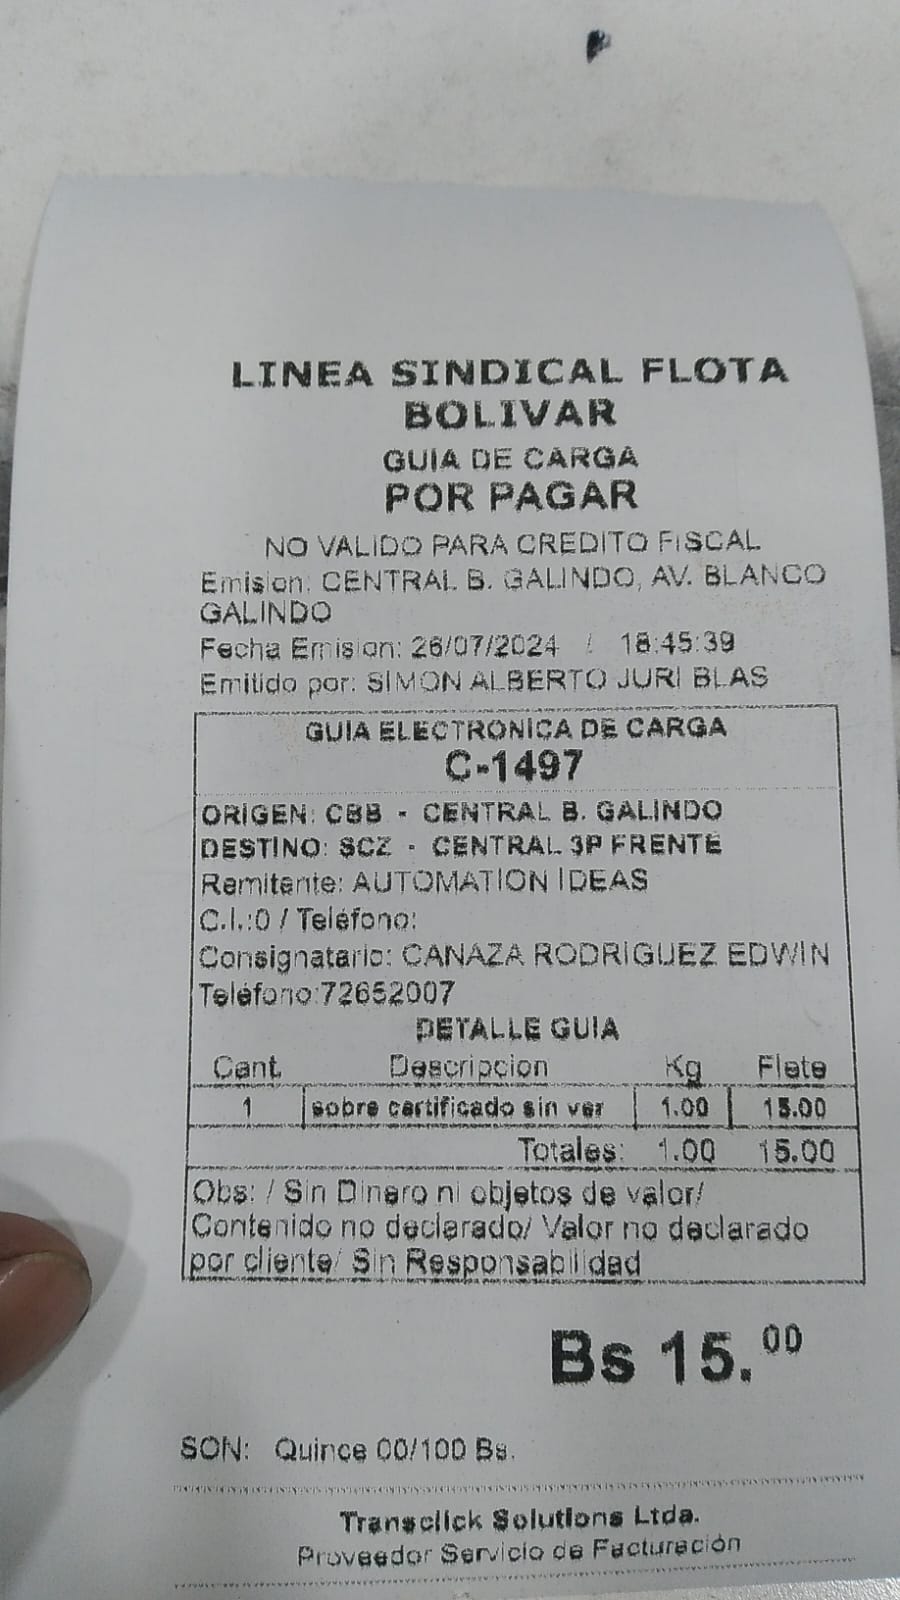 LINEA SINDICAL FLOTA
BOLIVAR
GUIA DE CARGA
POR PAGAR
NO VALIDO PARA CREDITO FISCAL
Emision: CENTRAL B. GALINDO, AV. BLANCO
GALINDO
Fecha Emision: 26/07/2024 / 18:45:39
Emitido por: SIMON ALBERTO JURI BLAS
GUIA ELECTRONICA DE CARGA
C-1497
ORIGEN: CBB - CENTRAL B. GALINDO
DESTINO: SCZ - CENTRAL 3P FRENTE
Remitente: AUTOMATION IDEAS
C.I.:0 / Teléfono:
Consignatario: CANAZA RODRIGUEZ EDWIN
Teléfono:72652007
DETALLE GUIA
Cant. Descripcion Kg Flete
1 sobre certificado sin ver 1.00 15.00
Totales: 1.00 15.00
Obs: / Sin Dinero ni objetos de valor/
Contenido no declarado/ Valor no declarado
por cliente/ Sin Responsabilidad
Bs 15.00
SON: Quince 00/100 Bs.
Transclick Solutions Ltda.
Proveedor Servicio de Facturación